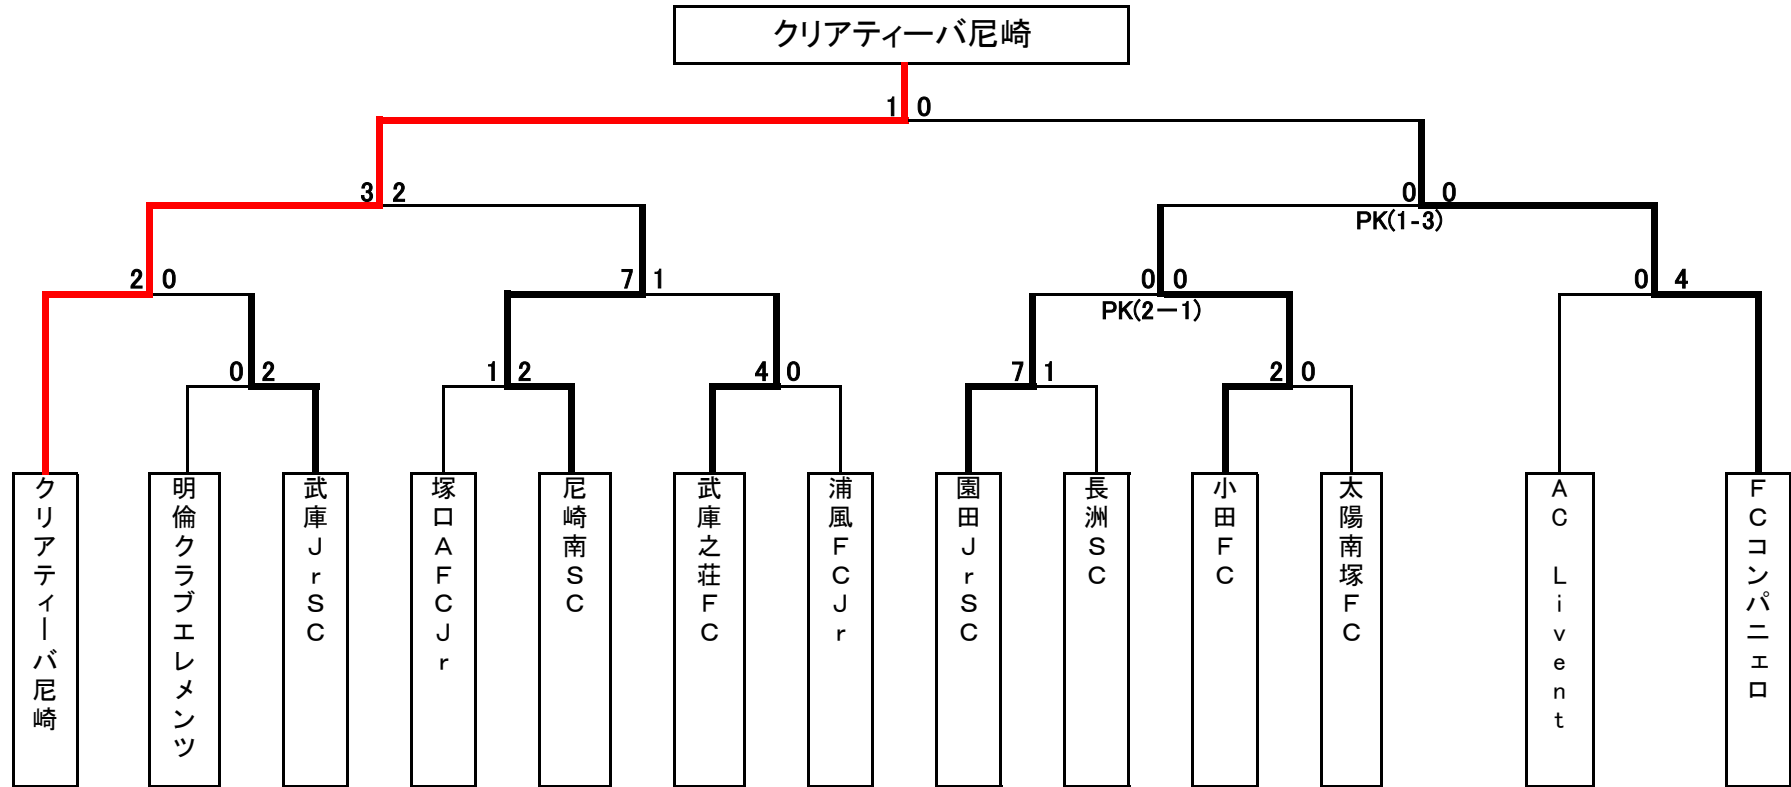 クリアティーバ尼崎
1 0
3 2
0 0
PK(1-3)
2 0
7 1
0 0
PK(2－1)
0 4
0 2
1 2
4 0
7 1
2 0
クリアティーバ尼崎
明倫クラブエレメンツ
武庫JrSC
塚口AFCJr
尼崎南SC
武庫之荘FC
浦風FCJr
園田JrSC
長洲SC
小田FC
太陽南塚FC
AC Livent
FCコンパニェロ